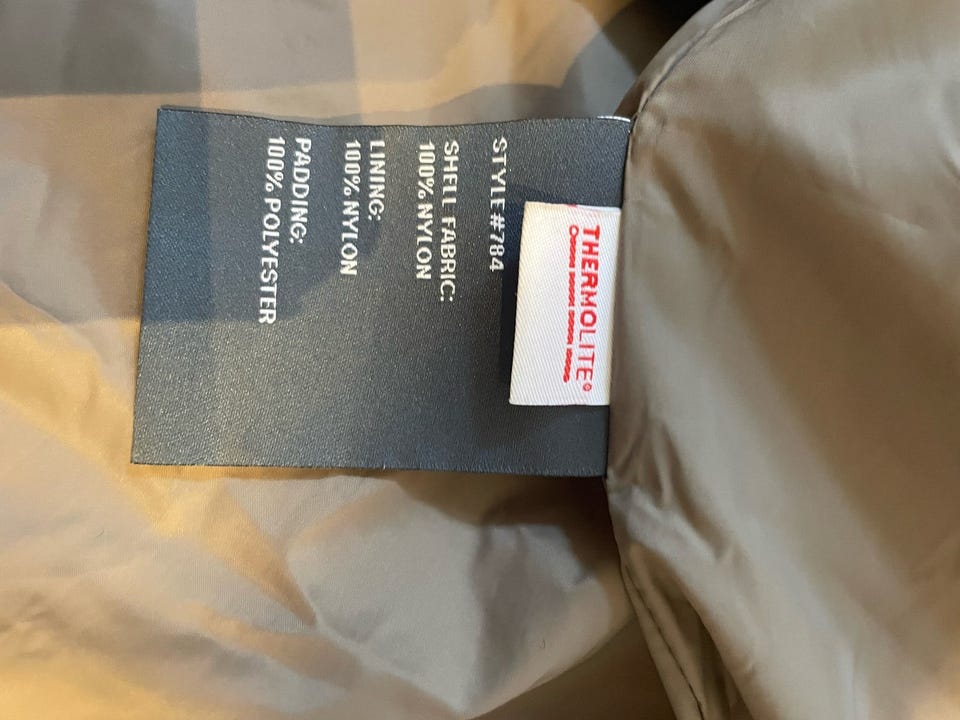 THERMOLITE®
STYLE #784
SHELL FABRIC:
100% NYLON
LINING:
100% NYLON
PADDING:
100% POLYESTER